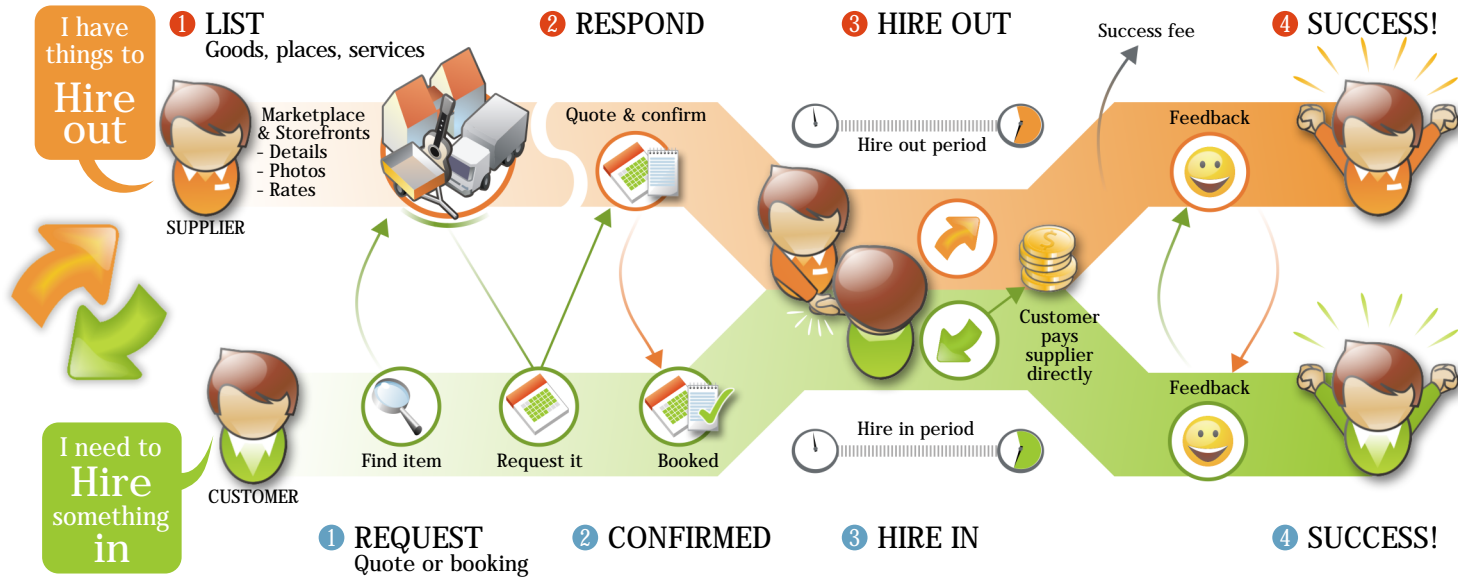 I have
things to
Hire
out
1 LIST
Goods, places, services
2 RESPOND
3 HIRE OUT
Success fee
4 SUCCESS!
Marketplace
& Storefronts
- Details
- Photos
- Rates
SUPPLIER
Quote & confirm
Hire out period
Feedback
$
Customer
pays
supplier
directly
I need to
Hire
something
in
CUSTOMER
Find item
Request it
Booked
Hire in period
Feedback
1 REQUEST
Quote or booking
2 CONFIRMED
3 HIRE IN
4 SUCCESS!